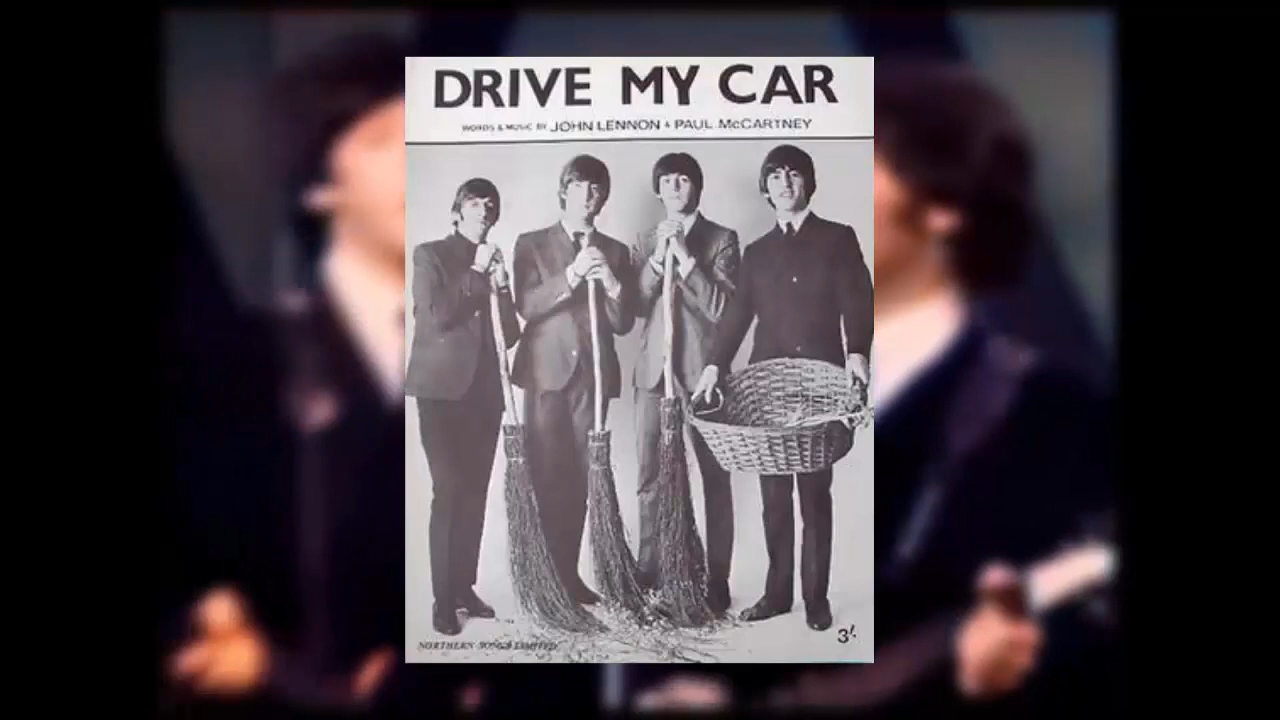 DRIVE MY CAR
WORDS & MUSIC BY JOHN LENNON & PAUL McCARTNEY
NORTHERN SONGS LIMITED
3/-